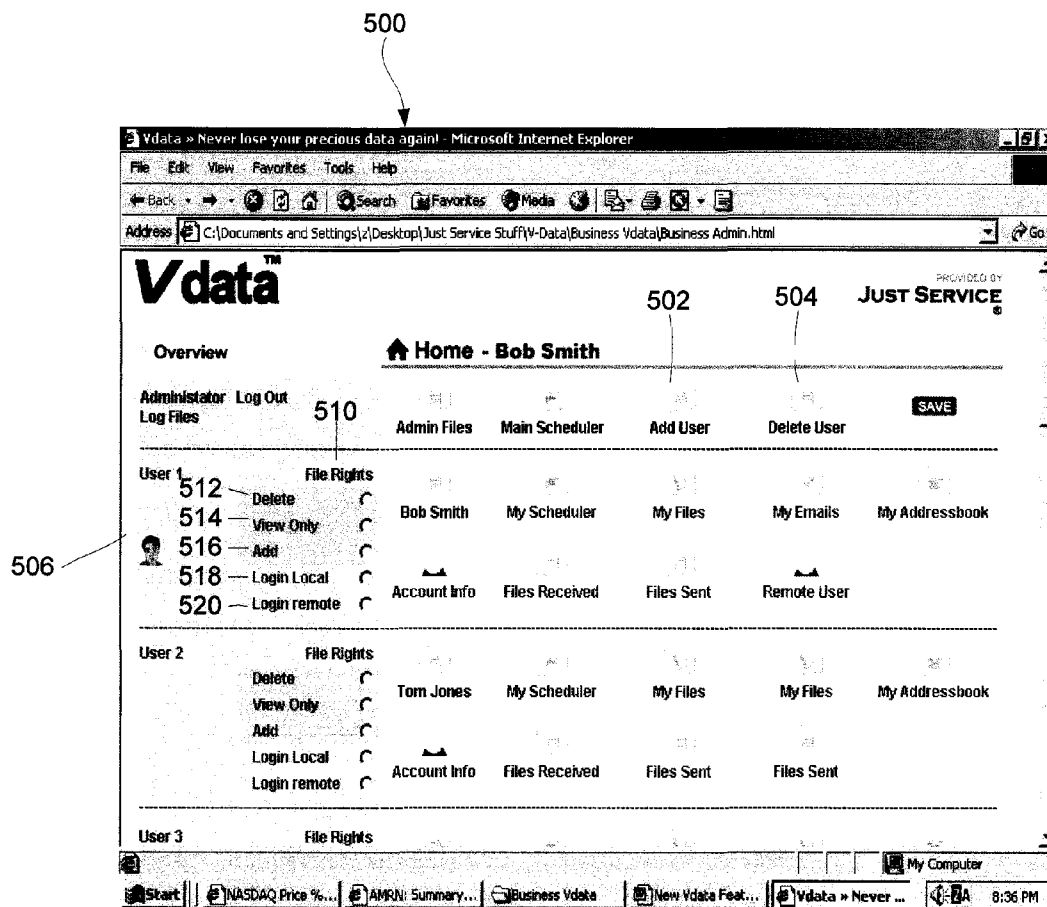 500
Vdata » Never lose your precious data again! - Microsoft Internet Explorer
File Edit View Favorites Tools Help
Back Search Favorites Media
Address C:\Documents and Settings\z\Desktop\Just Service Stuff\V-Data\Business Vdata\Business Admin.html Go
Vdata™
PROVIDED BY
JUST SERVICE®
502 504
Overview Home - Bob Smith
Administator Log Out
Log Files
510
Admin Files Main Scheduler Add User Delete User SAVE
User 1 File Rights
512 Delete
514 View Only
516 Add
518 Login Local
520 Login remote
506
Bob Smith My Scheduler My Files My Emails My Addressbook
Account Info Files Received Files Sent Remote User
User 2 File Rights
Delete
View Only
Add
Login Local
Login remote
Tom Jones My Scheduler My Files My Files My Addressbook
Account Info Files Received Files Sent Files Sent
User 3 File Rights
My Computer
Start NASDAQ Price %... AMRN: Summary... Business Vdata New Vdata Feat... Vdata » Never ... 8:36 PM